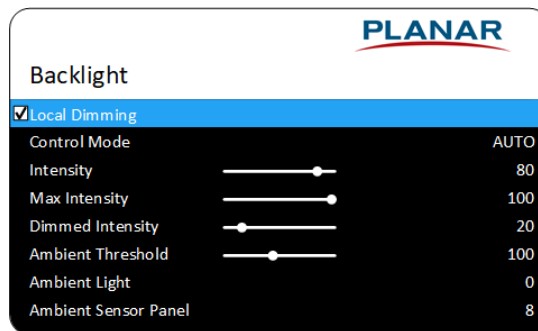 PLANAR
Backlight
Local Dimming
Control Mode AUTO
Intensity 80
Max Intensity 100
Dimmed Intensity 20
Ambient Threshold 100
Ambient Light 0
Ambient Sensor Panel 8